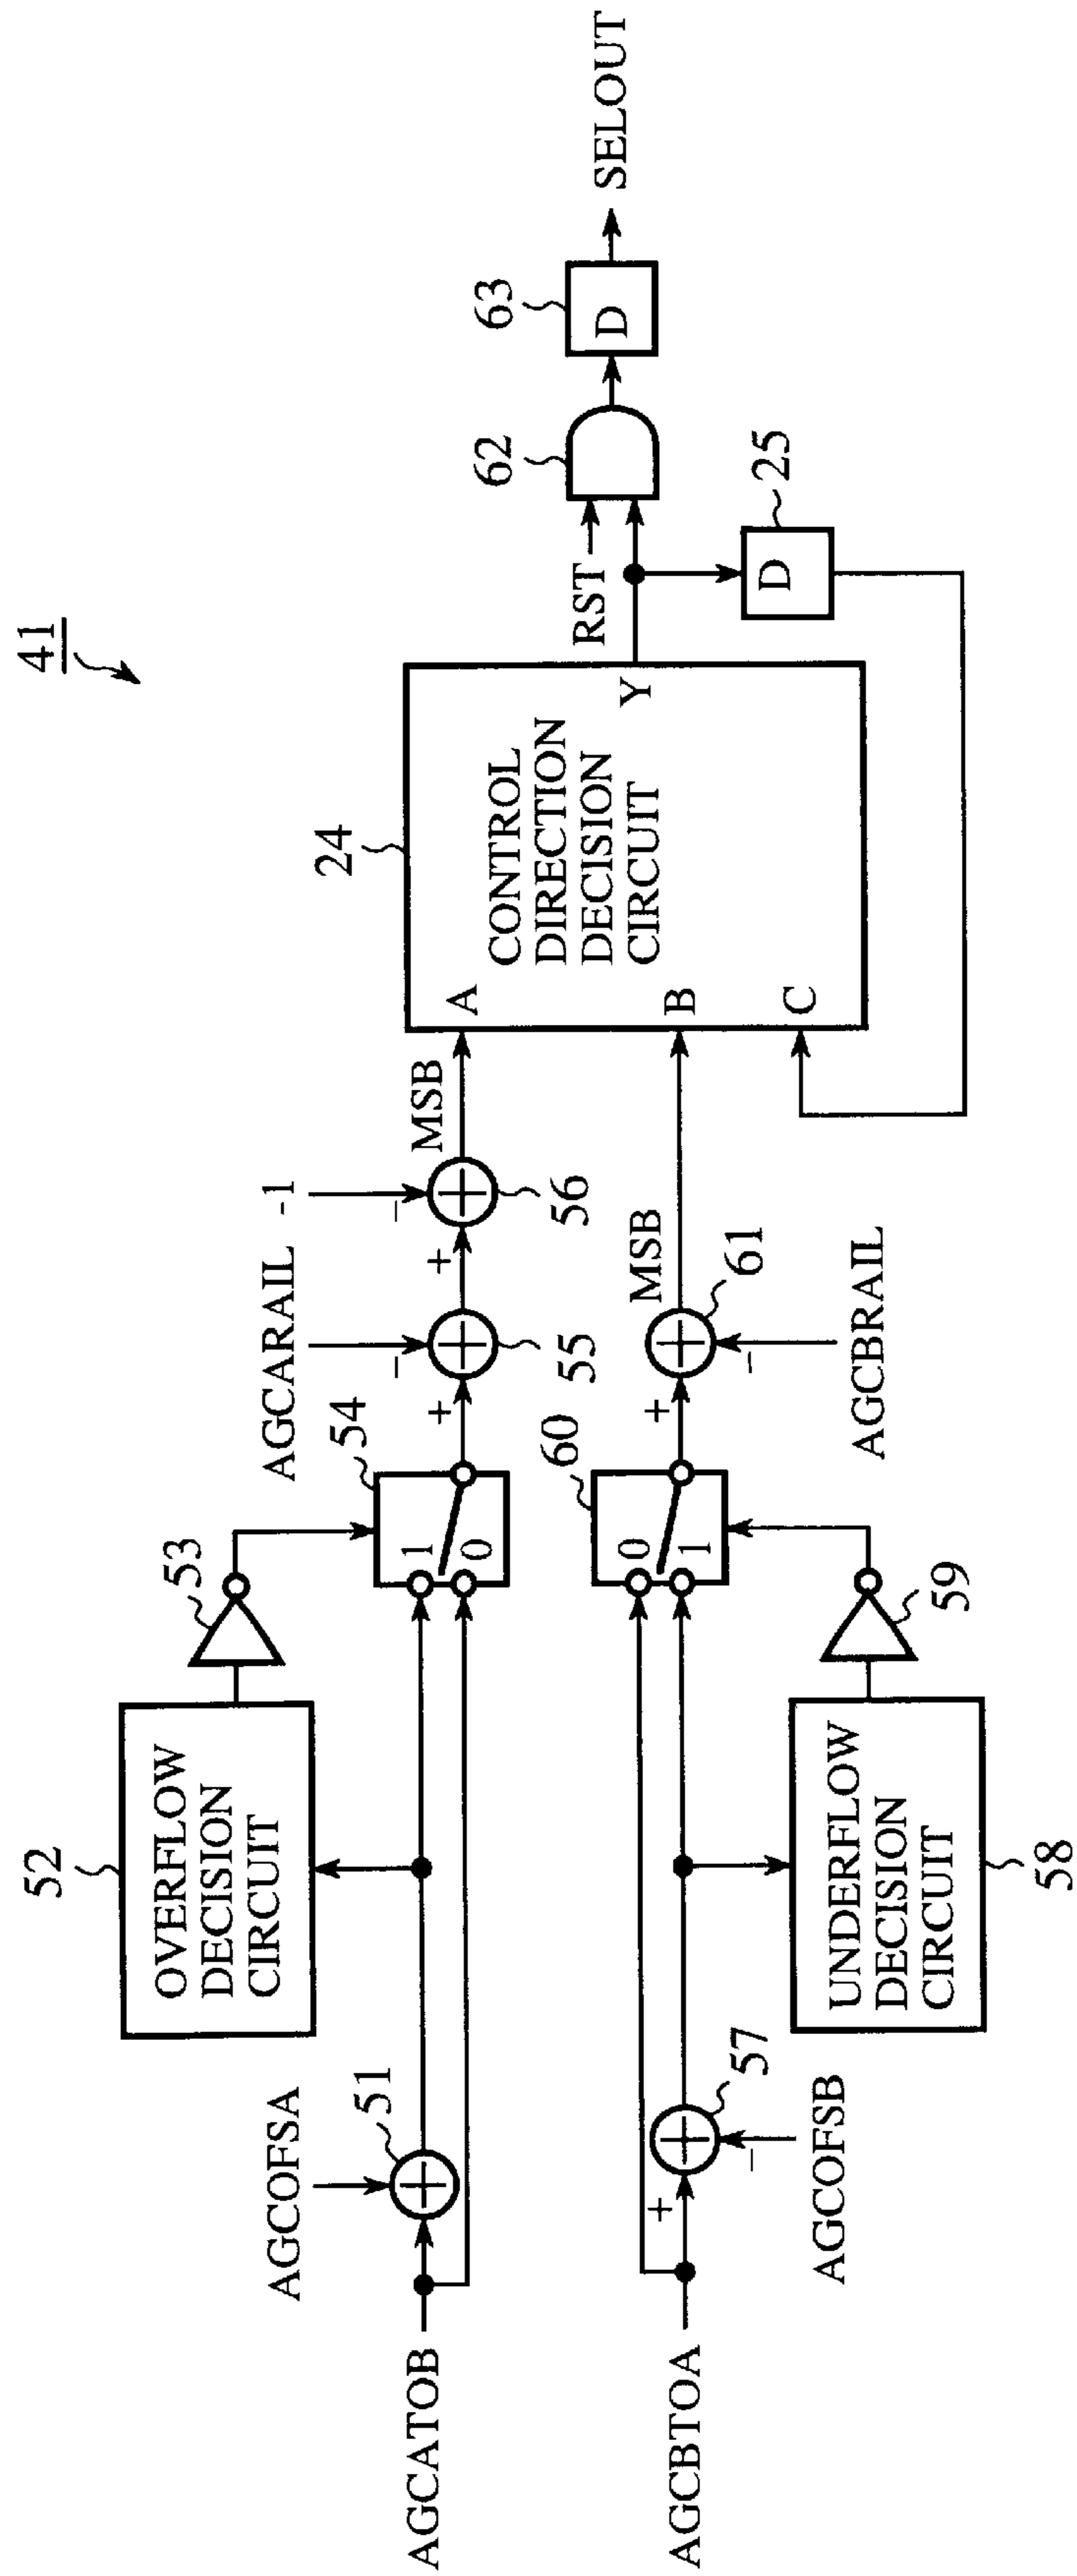 41
52
OVERFLOW
DECISION
CIRCUIT
53
AGCOFSA
51
AGCATOB
54
1
0
AGCARAIL
-
+
55
-1
-
+
56
MSB
24
A
CONTROL
DIRECTION
DECISION
CIRCUIT
Y
B
C
RST
62
63
D
SELOUT
25
D
AGCBTOA
+
-
57
AGCOFSB
60
0
1
+
-
61
MSB
AGCBRAIL
59
UNDERFLOW
DECISION
CIRCUIT
58